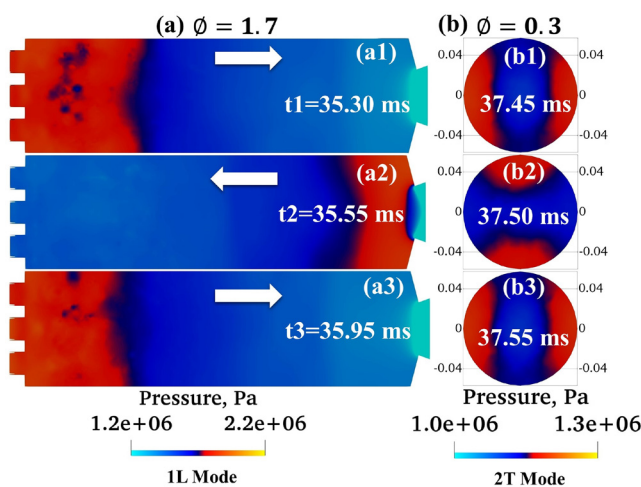 (a) ∅ = 1.7
(b) ∅ = 0.3
(a1)
t1=35.30 ms
(a2)
t2=35.55 ms
(a3)
t3=35.95 ms
0.04
0
-0.04
(b1)
37.45 ms
0.04
0
-0.04
0.04
0
-0.04
(b2)
37.50 ms
0.04
0
-0.04
0.04
0
-0.04
(b3)
37.55 ms
0.04
0
-0.04
Pressure, Pa
1.2e+06 2.2e+06
1L Mode
Pressure, Pa
1.0e+06 1.3e+06
2T Mode